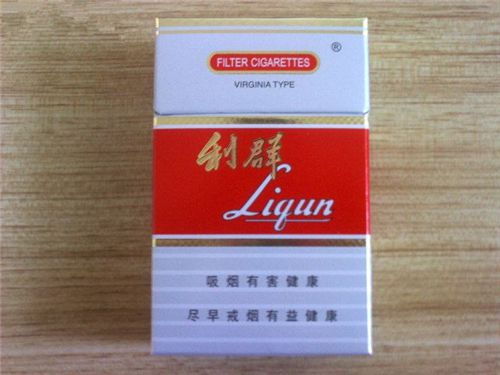 FILTER CIGARETTES
®
VIRGINIA TYPE
利群
Liqun
吸烟有害健康
尽早戒烟有益健康